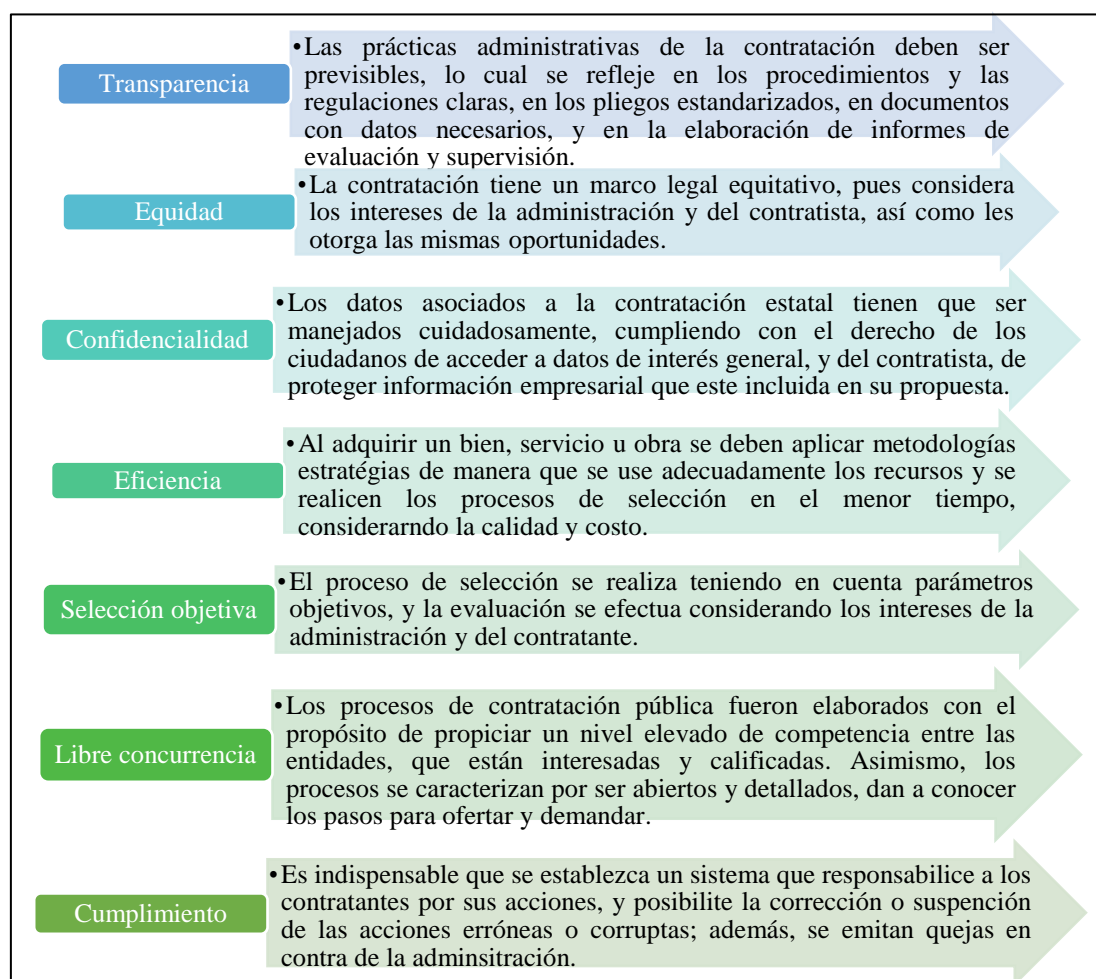 Transparencia
•Las prácticas administrativas de la contratación deben ser
previsibles, lo cual se refleje en los procedimientos y las
regulaciones claras, en los pliegos estandarizados, en documentos
con datos necesarios, y en la elaboración de informes de
evaluación y supervisión.
Equidad
•La contratación tiene un marco legal equitativo, pues considera
los intereses de la administración y del contratista, así como les
otorga las mismas oportunidades.
Confidencialidad
•Los datos asociados a la contratación estatal tienen que ser
manejados cuidadosamente, cumpliendo con el derecho de los
ciudadanos de acceder a datos de interés general, y del contratista, de
proteger información empresarial que este incluida en su propuesta.
Eficiencia
•Al adquirir un bien, servicio u obra se deben aplicar metodologías
estratégias de manera que se use adecuadamente los recursos y se
realicen los procesos de selección en el menor tiempo,
considerarndo la calidad y costo.
Selección objetiva
•El proceso de selección se realiza teniendo en cuenta parámetros
objetivos, y la evaluación se efectua considerando los intereses de la
administración y del contratante.
Libre concurrencia
•Los procesos de contratación pública fueron elaborados con el
propósito de propiciar un nivel elevado de competencia entre las
entidades, que están interesadas y calificadas. Asimismo, los
procesos se caracterizan por ser abiertos y detallados, dan a conocer
los pasos para ofertar y demandar.
Cumplimiento
•Es indispensable que se establezca un sistema que responsabilice a los
contratantes por sus acciones, y posibilite la corrección o suspención
de las acciones erróneas o corruptas; además, se emitan quejas en
contra de la adminsitración.